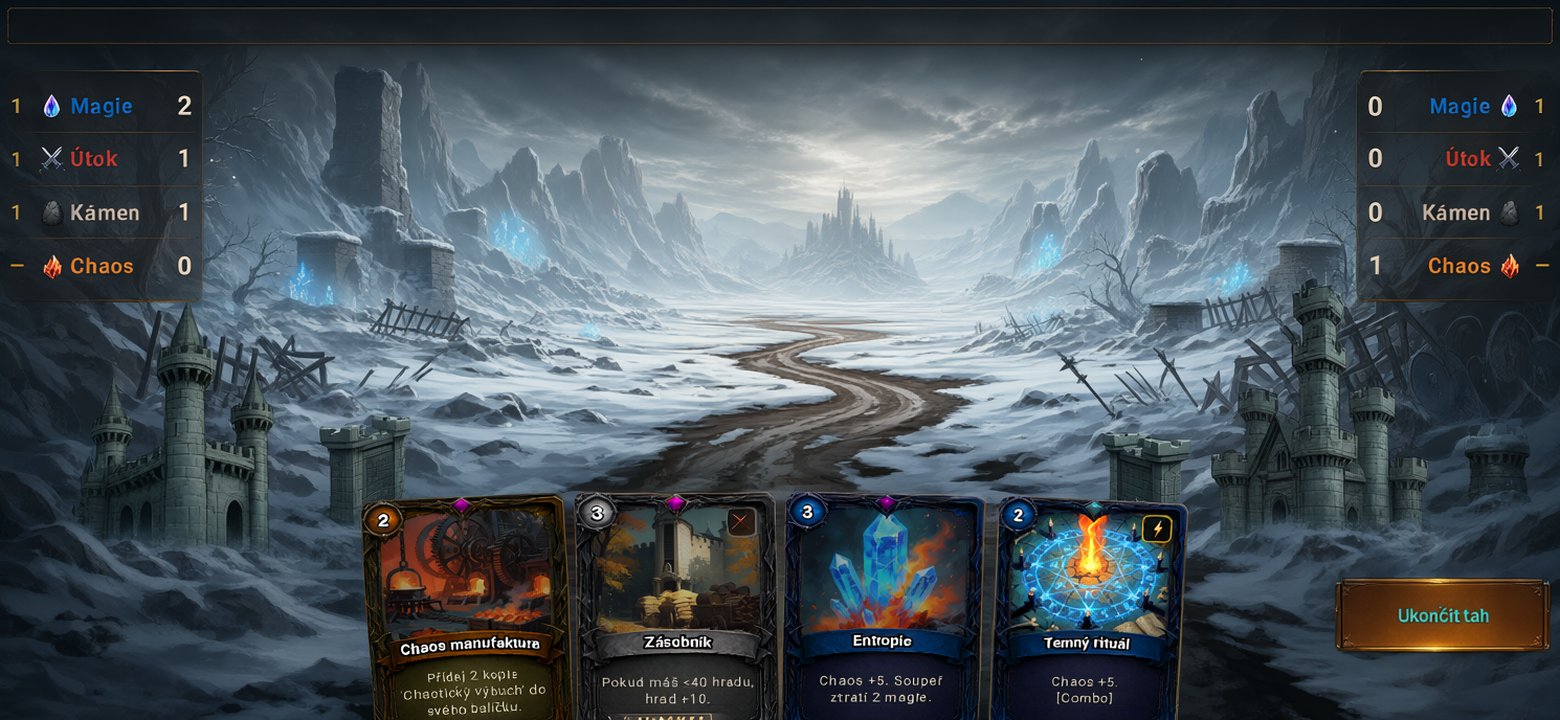 1 Magie 2
1 Útok 1
1 Kámen 1
– Chaos 0
0 Magie 1
0 Útok 1
0 Kámen 1
1 Chaos –
2
Chaos manufaktura
Přidej 2 kopie
'Chaotický výbuch' do
svého balíčku.
3
Zásobník
Pokud máš <40 hradu,
hrad +10.
3
Entropie
Chaos +5. Soupeř
ztratí 2 magie.
2
Temný rituál
Chaos +5.
[Combo]
Ukončit tah